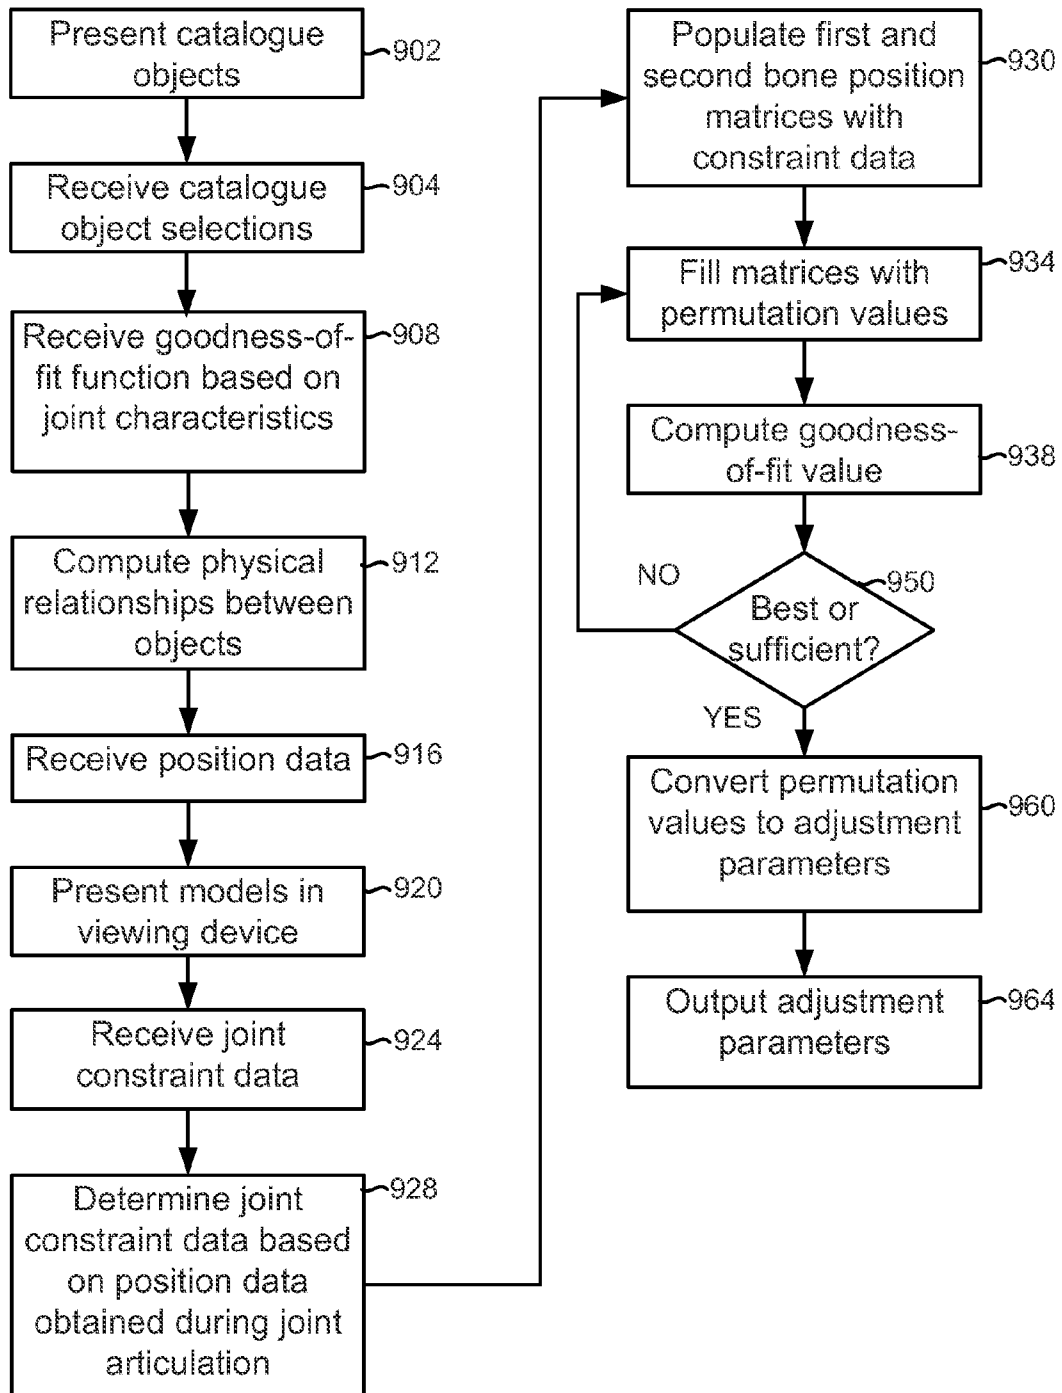 Present catalogue
objects
902
Receive catalogue
object selections
904
Receive goodness-of-
fit function based on
joint characteristics
908
Compute physical
relationships between
objects
912
Receive position data
916
Present models in
viewing device
920
Receive joint
constraint data
924
Determine joint
constraint data based
on position data
obtained during joint
articulation
928
Populate first and
second bone position
matrices with
constraint data
930
Fill matrices with
permutation values
934
Compute goodness-
of-fit value
938
Best or
sufficient?
950
NO
YES
Convert permutation
values to adjustment
parameters
960
Output adjustment
parameters
964